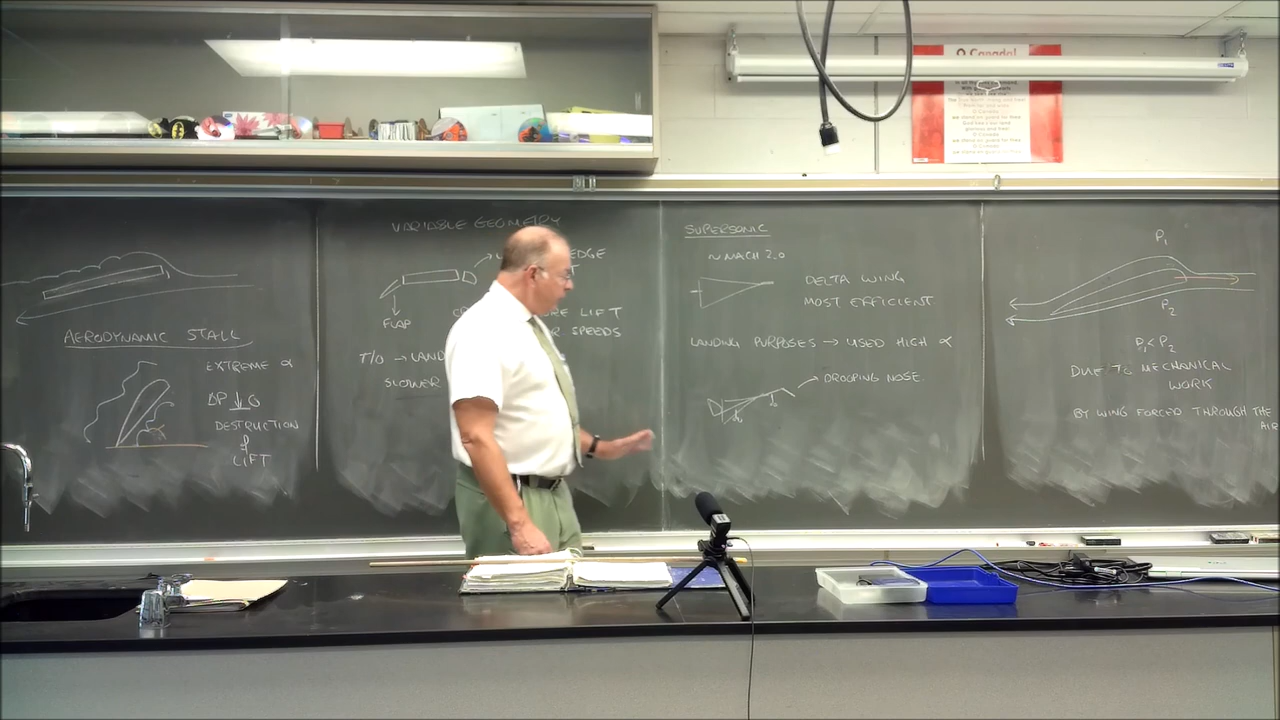 O Canada!
AERODYNAMIC STALL
EXTREME α
ΔP ↓ 0
DESTRUCTION
of
LIFT
VARIABLE GEOMETRY
EDGE
FLAP
LIFT
SPEEDS
T/O → LAND
SLOWER
SUPERSONIC
~ MACH 2.0
DELTA WING
MOST EFFICIENT
LANDING PURPOSES → USED HIGH α
→ DROOPING NOSE
P₁
P₂
P₁ < P₂
DUE TO MECHANICAL
WORK
BY WING FORCED THROUGH THE
AIR